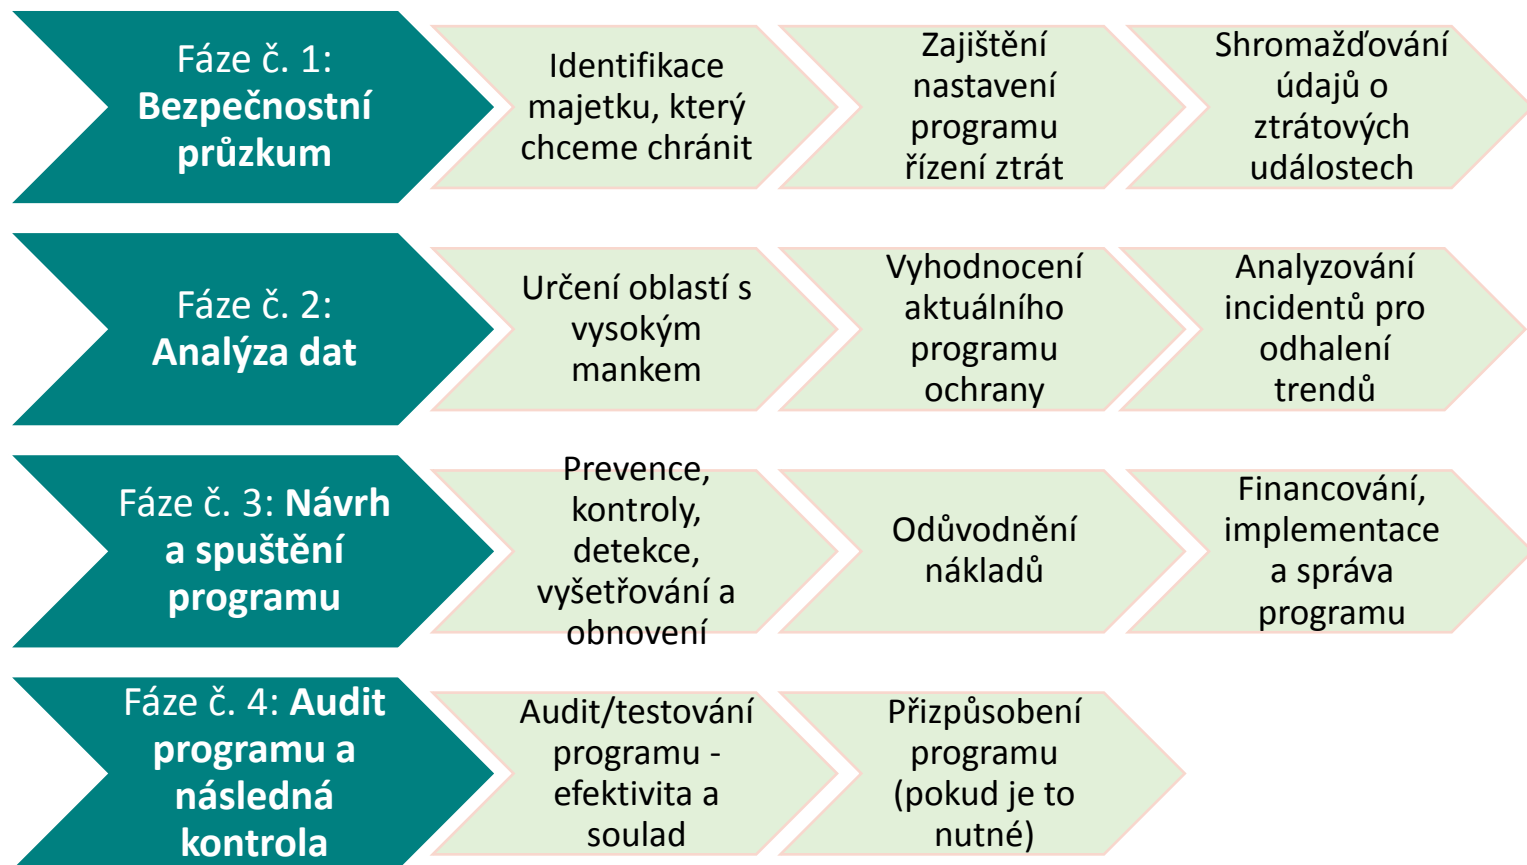 Fáze č. 1:
Bezpečnostní
průzkum
Identifikace
majetku, který
chceme chránit
Zajištění
nastavení
programu
řízení ztrát
Shromažďování
údajů o
ztrátových
událostech
Fáze č. 2:
Analýza dat
Určení oblastí s
vysokým
mankem
Vyhodnocení
aktuálního
programu
ochrany
Analyzování
incidentů pro
odhalení
trendů
Fáze č. 3: Návrh
a spuštění
programu
Prevence,
kontroly,
detekce,
vyšetřování a
obnovení
Odůvodnění
nákladů
Financování,
implementace
a správa
programu
Fáze č. 4: Audit
programu a
následná
kontrola
Audit/testování
programu -
efektivita a
soulad
Přizpůsobení
programu
(pokud je to
nutné)